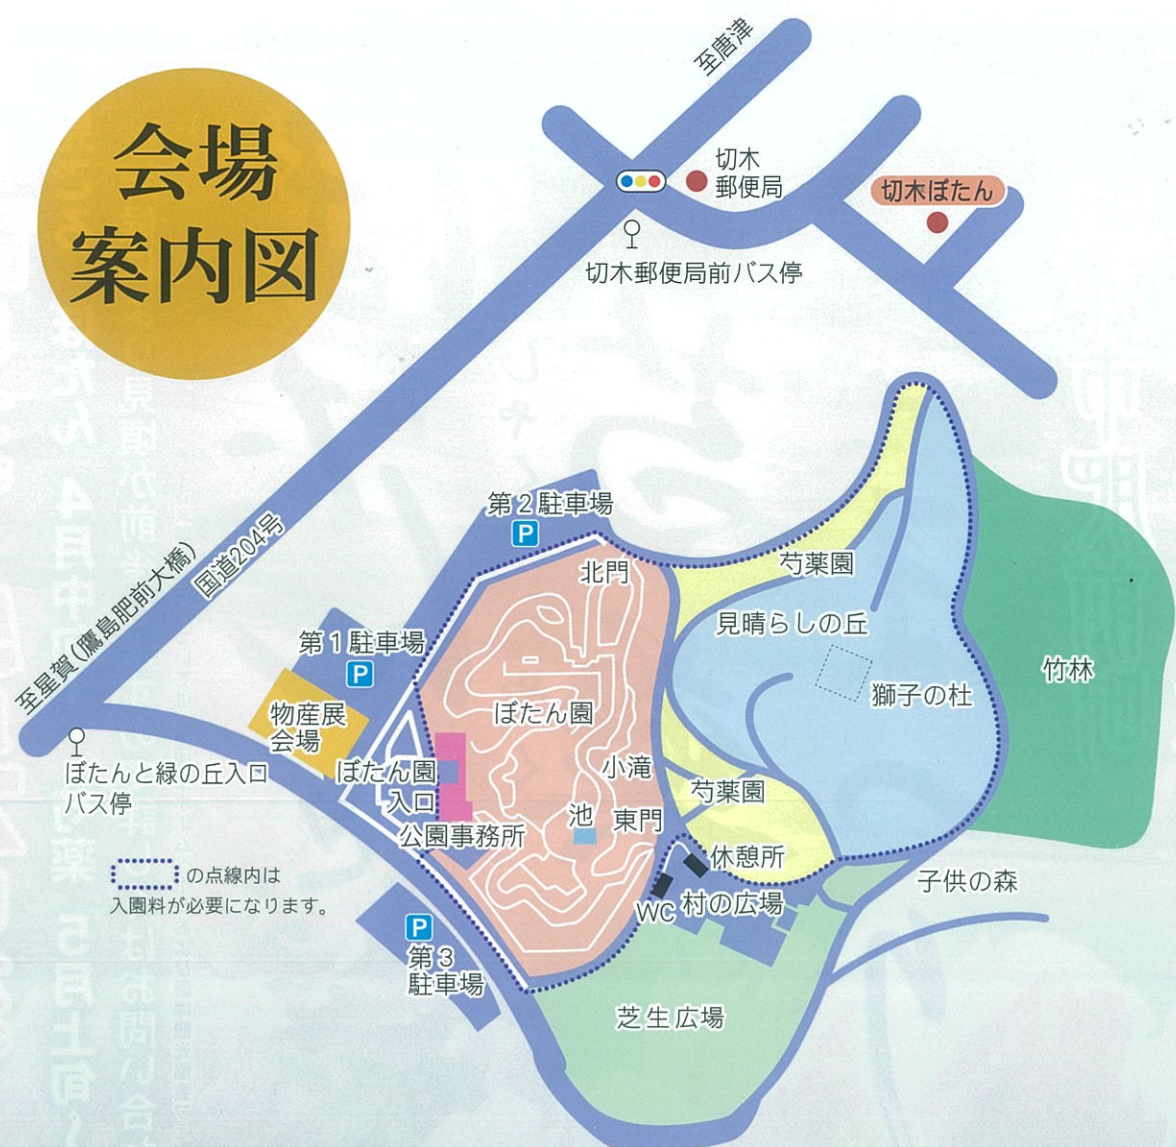 会場
案内図
至唐津
切木
郵便局
切木ぼたん
切木郵便局前バス停
国道204号
至星賀(鷹島肥前大橋)
第2駐車場
P
北門
芍薬園
見晴らしの丘
獅子の杜
竹林
第1駐車場
P
物産展
会場
ぼたん園
ぼたん園
入口
小滝
芍薬園
ぼたんと緑の丘入口
バス停
公園事務所
池
東門
休憩所
子供の森
の点線内は
入園料が必要になります。
WC
村の広場
P
第3
駐車場
芝生広場